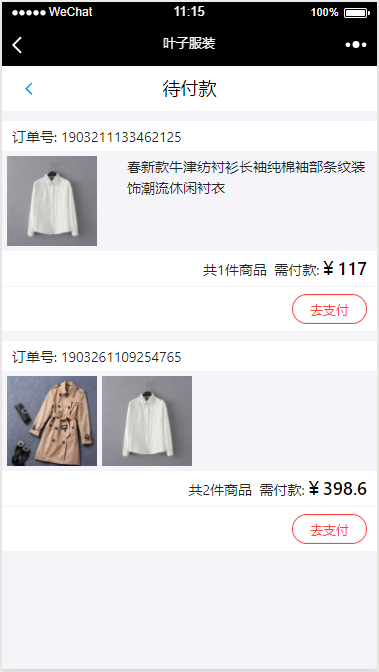 WeChat 11:15 100%
叶子服装
待付款
订单号: 1903211133462125
春新款牛津纺衬衫长袖纯棉袖部条纹装
饰潮流休闲衬衣
共1件商品 需付款: ¥ 117
去支付
订单号: 1903261109254765
共2件商品 需付款: ¥ 398.6
去支付